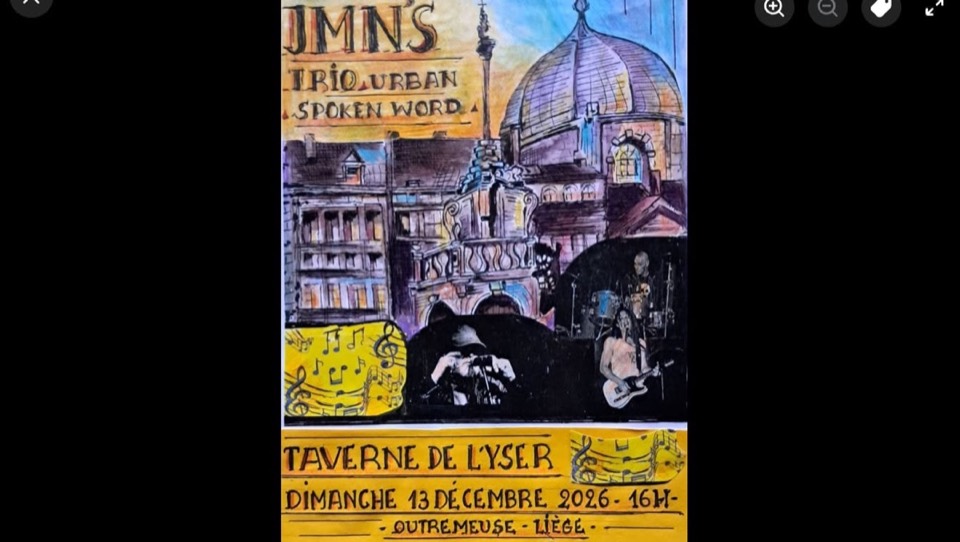 JMN'S
TRIO URBAN
SPOKEN WORD
TAVERNE DE L'YSER
DIMANCHE 13 DÉCEMBRE 2026 - 16H-
- OUTREMEUSE - LIÈGE -